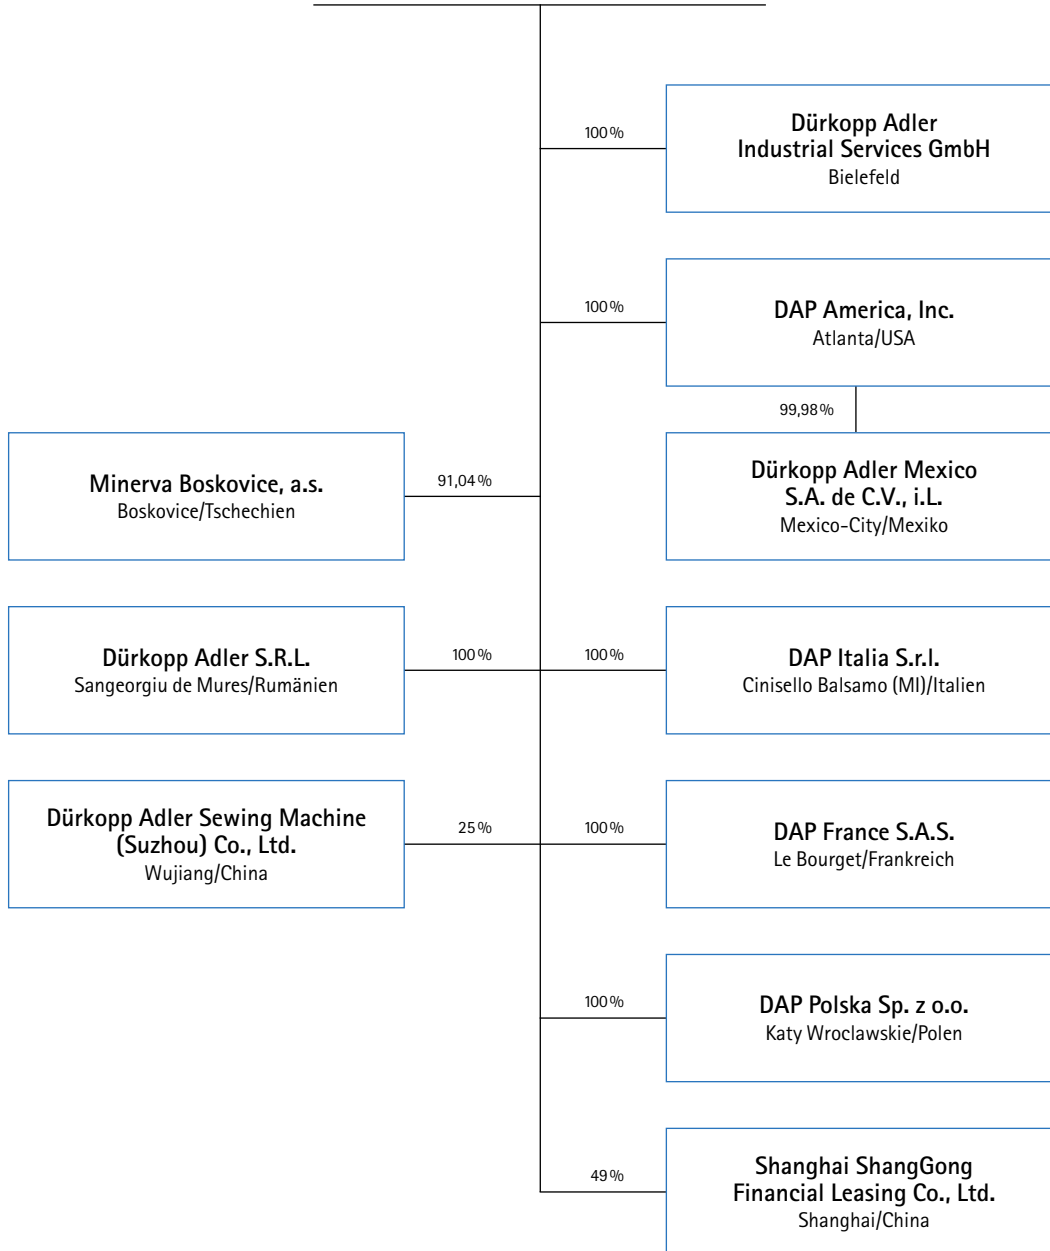 100%
Dürkopp Adler
Industrial Services GmbH
Bielefeld
100%
DAP America, Inc.
Atlanta/USA
99,98%
Minerva Boskovice, a.s.
Boskovice/Tschechien
91,04%
Dürkopp Adler Mexico
S.A. de C.V., i.L.
Mexico-City/Mexiko
Dürkopp Adler S.R.L.
Sangeorgiu de Mures/Rumänien
100%
100%
DAP Italia S.r.l.
Cinisello Balsamo (MI)/Italien
Dürkopp Adler Sewing Machine
(Suzhou) Co., Ltd.
Wujiang/China
25%
100%
DAP France S.A.S.
Le Bourget/Frankreich
100%
DAP Polska Sp. z o.o.
Katy Wroclawskie/Polen
49%
Shanghai ShangGong
Financial Leasing Co., Ltd.
Shanghai/China